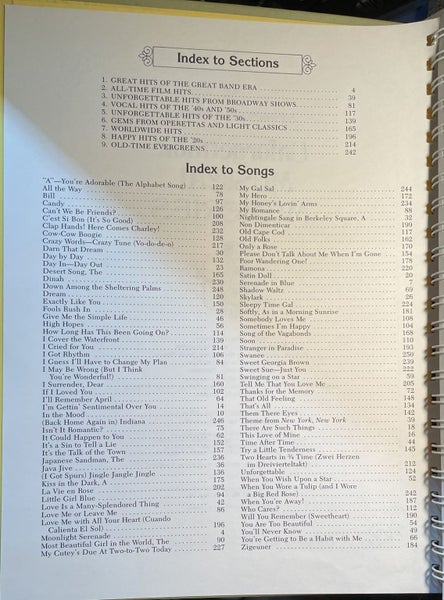 Index to Sections
1. GREAT HITS OF THE GREAT BAND ERA 4
2. ALL-TIME FILM HITS 39
3. UNFORGETTABLE HITS FROM BROADWAY SHOWS 81
4. VOCAL HITS OF THE '40s AND '50s 117
5. UNFORGETTABLE HITS OF THE '30s 139
6. GEMS FROM OPERETTAS AND LIGHT CLASSICS 165
7. WORLDWIDE HITS 196
8. HAPPY HITS OF THE '20s 214
9. OLD-TIME EVERGREENS 242
Index to Songs
"A"—You're Adorable (The Alphabet Song) 122
All the Way 78
Bill 97
Candy 126
Can't We Be Friends? 100
C'est Si Bon (It's So Good) 208
Clap Hands! Here Comes Charley! 232
Cow-Cow Boogie 128
Crazy Words—Crazy Tune (Vo-do-de-o) 217
Darn That Dream 30
Day by Day 132
Day In—Day Out 23
Desert Song, The 165
Dinah 230
Down Among the Sheltering Palms 248
Dream 120
Exactly Like You 150
Fools Rush In 28
Give Me the Simple Life 46
High Hopes 56
How Long Has This Been Going On? 114
I Cover the Waterfront 139
I Cried for You 214
I Got Rhythm 106
I Guess I'll Have to Change My Plan 84
I May Be Wrong (But I Think
You're Wonderful!) 81
I Surrender, Dear 160
If I Loved You 102
I'll Remember April 64
I'm Gettin' Sentimental Over You 14
In the Mood 10
(Back Home Again in) Indiana 246
Isn't It Romantic? 75
It Could Happen to You 62
It's a Sin to Tell a Lie 152
It's the Talk of the Town 157
Japanese Sandman, The 236
Java Jive 36
(I Got Spurs) Jingle Jangle Jingle 136
Kiss in the Dark, A 175
La Vie en Rose 202
Little Girl Blue 94
Love Is a Many-Splendored Thing 42
Love Me or Leave Me 86
Love Me with All Your Heart (Cuando
Calienta El Sol) 196
Moonlight Serenade 4
Most Beautiful Girl in the World, The 90
My Cutey's Due At Two-to-Two Today 227
My Gal Sal 244
My Hero 172
My Honey's Lovin' Arms 234
My Romance 88
Nightingale Sang in Berkeley Square, A 32
Non Dimenticar 199
Old Cape Cod 117
Old Folks 162
Only a Rose 170
Please Don't Talk About Me When I'm Gone 154
Poor Wandering One! 178
Ramona 220
Satin Doll 20
Serenade in Blue 7
Shadow Waltz 69
Skylark 26
Sleepy Time Gal 224
Softly, As in a Morning Sunrise 181
Somebody Loves Me 108
Sometimes I'm Happy 104
Song of the Vagabonds 168
Soon 110
Stranger in Paradise 193
Swanee 250
Sweet Georgia Brown 239
Sweet Sue—Just You 222
Swinging on a Star 59
Tell Me That You Love Me 205
Thanks for the Memory 72
That Old Feeling 148
That's All 134
Them There Eyes 142
Theme from New York, New York 39
There Are Such Things 18
This Love of Mine 16
Time After Time 44
Try a Little Tenderness 145
Two Hearts in ¾ Time (Zwei Herzen
im Dreivierteltakt) 212
Unforgettable 124
When You Wish Upon a Star 52
When You Wore a Tulip (and I Wore
a Big Red Rose) 242
When You're Away! 187
Who Cares? 112
Will You Remember (Sweetheart) 190
You Are Too Beautiful 54
You'll Never Know 49
You're Getting to Be a Habit with Me 66
Zigeuner 184